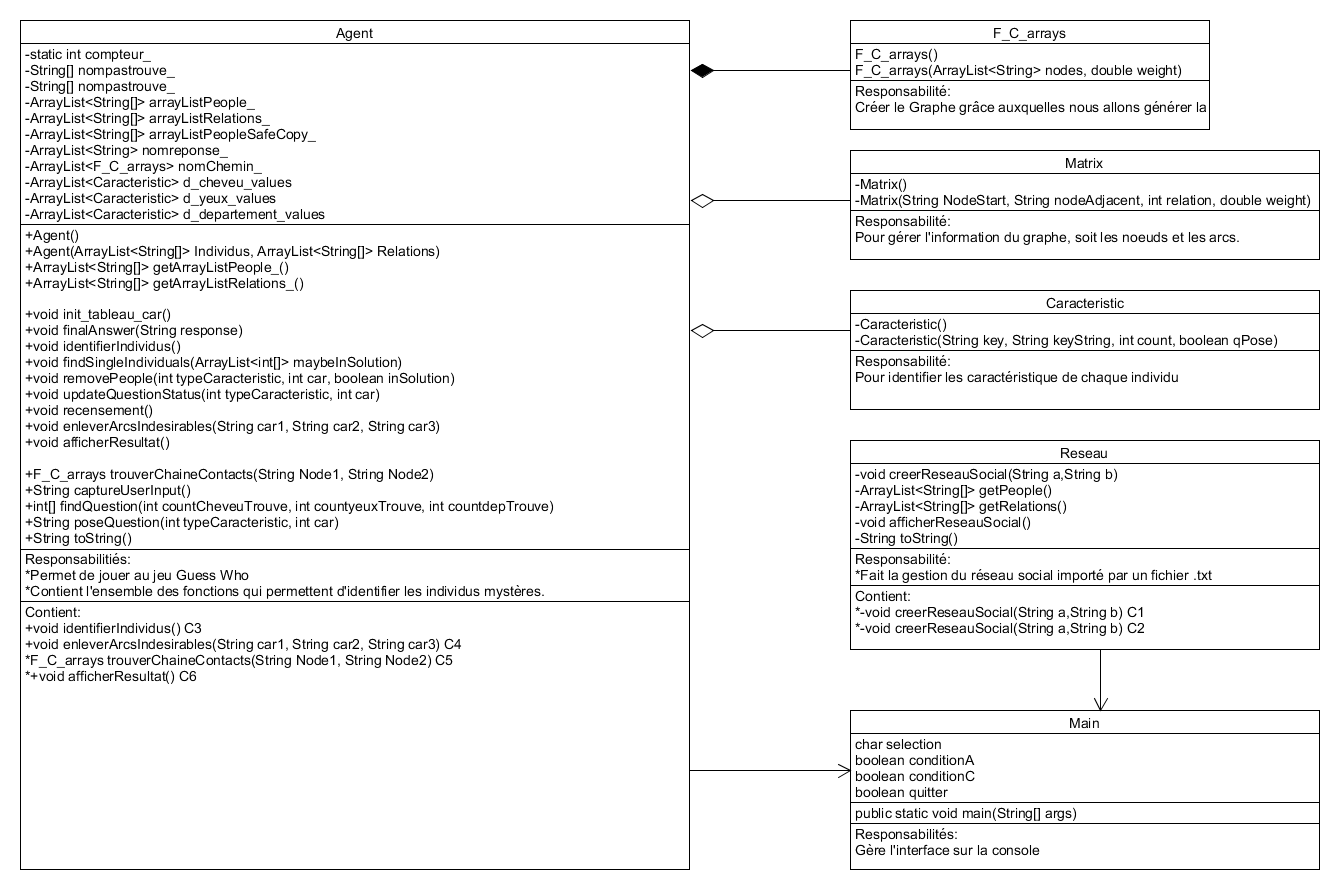 Agent
-static int compteur_
-String[] nompastrouve_
-String[] nompastrouve_
-ArrayList<String[]> arrayListPeople_
-ArrayList<String[]> arrayListRelations_
-ArrayList<String[]> arrayListPeopleSafeCopy_
-ArrayList<String> nomreponse_
-ArrayList<F_C_arrays> nomChemin_
-ArrayList<Caracteristic> d_cheveu_values
-ArrayList<Caracteristic> d_yeux_values
-ArrayList<Caracteristic> d_departement_values
+Agent()
+Agent(ArrayList<String[]> Individus, ArrayList<String[]> Relations)
+ArrayList<String[]> getArrayListPeople_()
+ArrayList<String[]> getArrayListRelations_()
+void init_tableau_car()
+void finalAnswer(String response)
+void identifierIndividus()
+void findSingleIndividuals(ArrayList<int[]> maybeInSolution)
+void removePeople(int typeCaracteristic, int car, boolean inSolution)
+void updateQuestionStatus(int typeCaracteristic, int car)
+void recensement()
+void enleverArcsIndesirables(String car1, String car2, String car3)
+void afficherResultat()
+F_C_arrays trouverChaineContacts(String Node1, String Node2)
+String captureUserInput()
+int[] findQuestion(int countCheveuTrouve, int countyeuxTrouve, int countdepTrouve)
+String poseQuestion(int typeCaracteristic, int car)
+String toString()
Responsabilitiés:
*Permet de jouer au jeu Guess Who
*Contient l'ensemble des fonctions qui permettent d'identifier les individus mystères.
Contient:
+void identifierIndividus() C3
+void enleverArcsIndesirables(String car1, String car2, String car3) C4
*F_C_arrays trouverChaineContacts(String Node1, String Node2) C5
*+void afficherResultat() C6
F_C_arrays
F_C_arrays()
F_C_arrays(ArrayList<String> nodes, double weight)
Responsabilité:
Créer le Graphe grâce auxquelles nous allons générer la
Matrix
-Matrix()
-Matrix(String NodeStart, String nodeAdjacent, int relation, double weight)
Responsabilité:
Pour gérer l'information du graphe, soit les noeuds et les arcs.
Caracteristic
-Caracteristic()
-Caracteristic(String key, String keyString, int count, boolean qPose)
Responsabilité:
Pour identifier les caractéristique de chaque individu
Reseau
-void creerReseauSocial(String a,String b)
-ArrayList<String[]> getPeople()
-ArrayList<String[]> getRelations()
-void afficherReseauSocial()
-String toString()
Responsabilité:
*Fait la gestion du réseau social importé par un fichier .txt
Contient:
*-void creerReseauSocial(String a,String b) C1
*-void creerReseauSocial(String a,String b) C2
Main
char selection
boolean conditionA
boolean conditionC
boolean quitter
public static void main(String[] args)
Responsabilités:
Gère l'interface sur la console